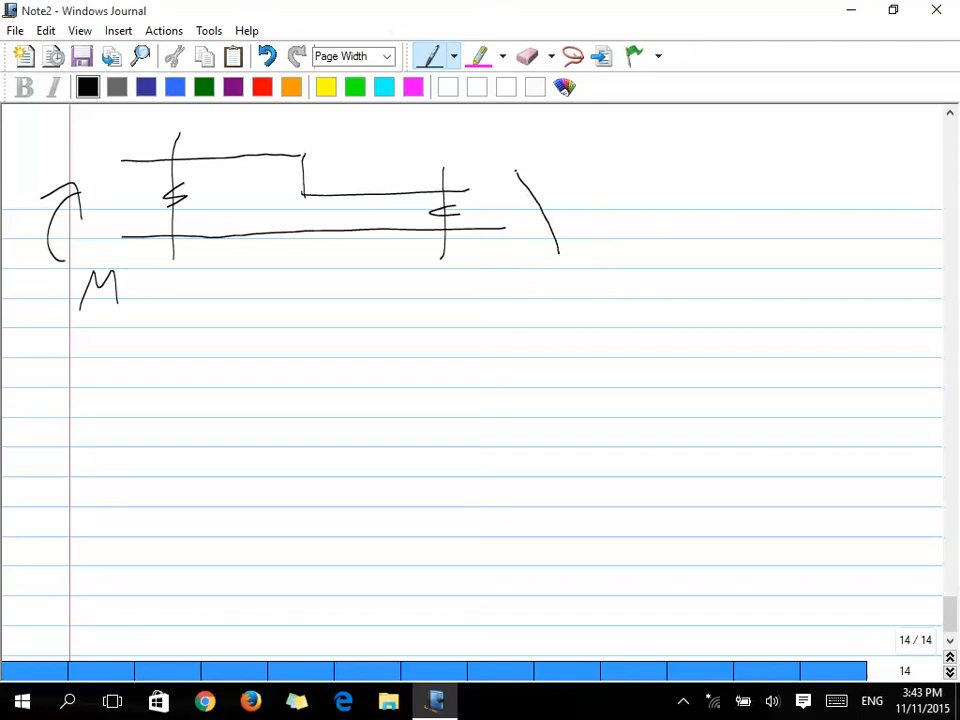 Note2 - Windows Journal
File Edit View Insert Actions Tools Help
Page Width
B I
M
14 / 14
14
ENG
3:43 PM
11/11/2015